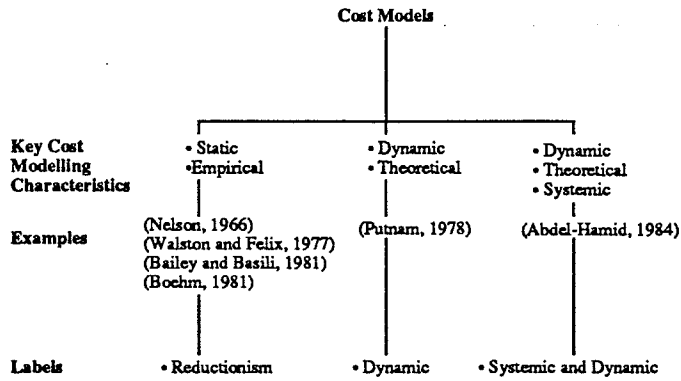 Cost Models
Key Cost
Modelling
Characteristics
• Static
•Empirical
• Dynamic
• Theoretical
• Dynamic
• Theoretical
• Systemic
Examples
(Nelson, 1966)
(Walston and Felix, 1977)
(Bailey and Basili, 1981)
(Boehm, 1981)
(Putnam, 1978)
(Abdel-Hamid, 1984)
Labels
• Reductionism
• Dynamic
• Systemic and Dynamic